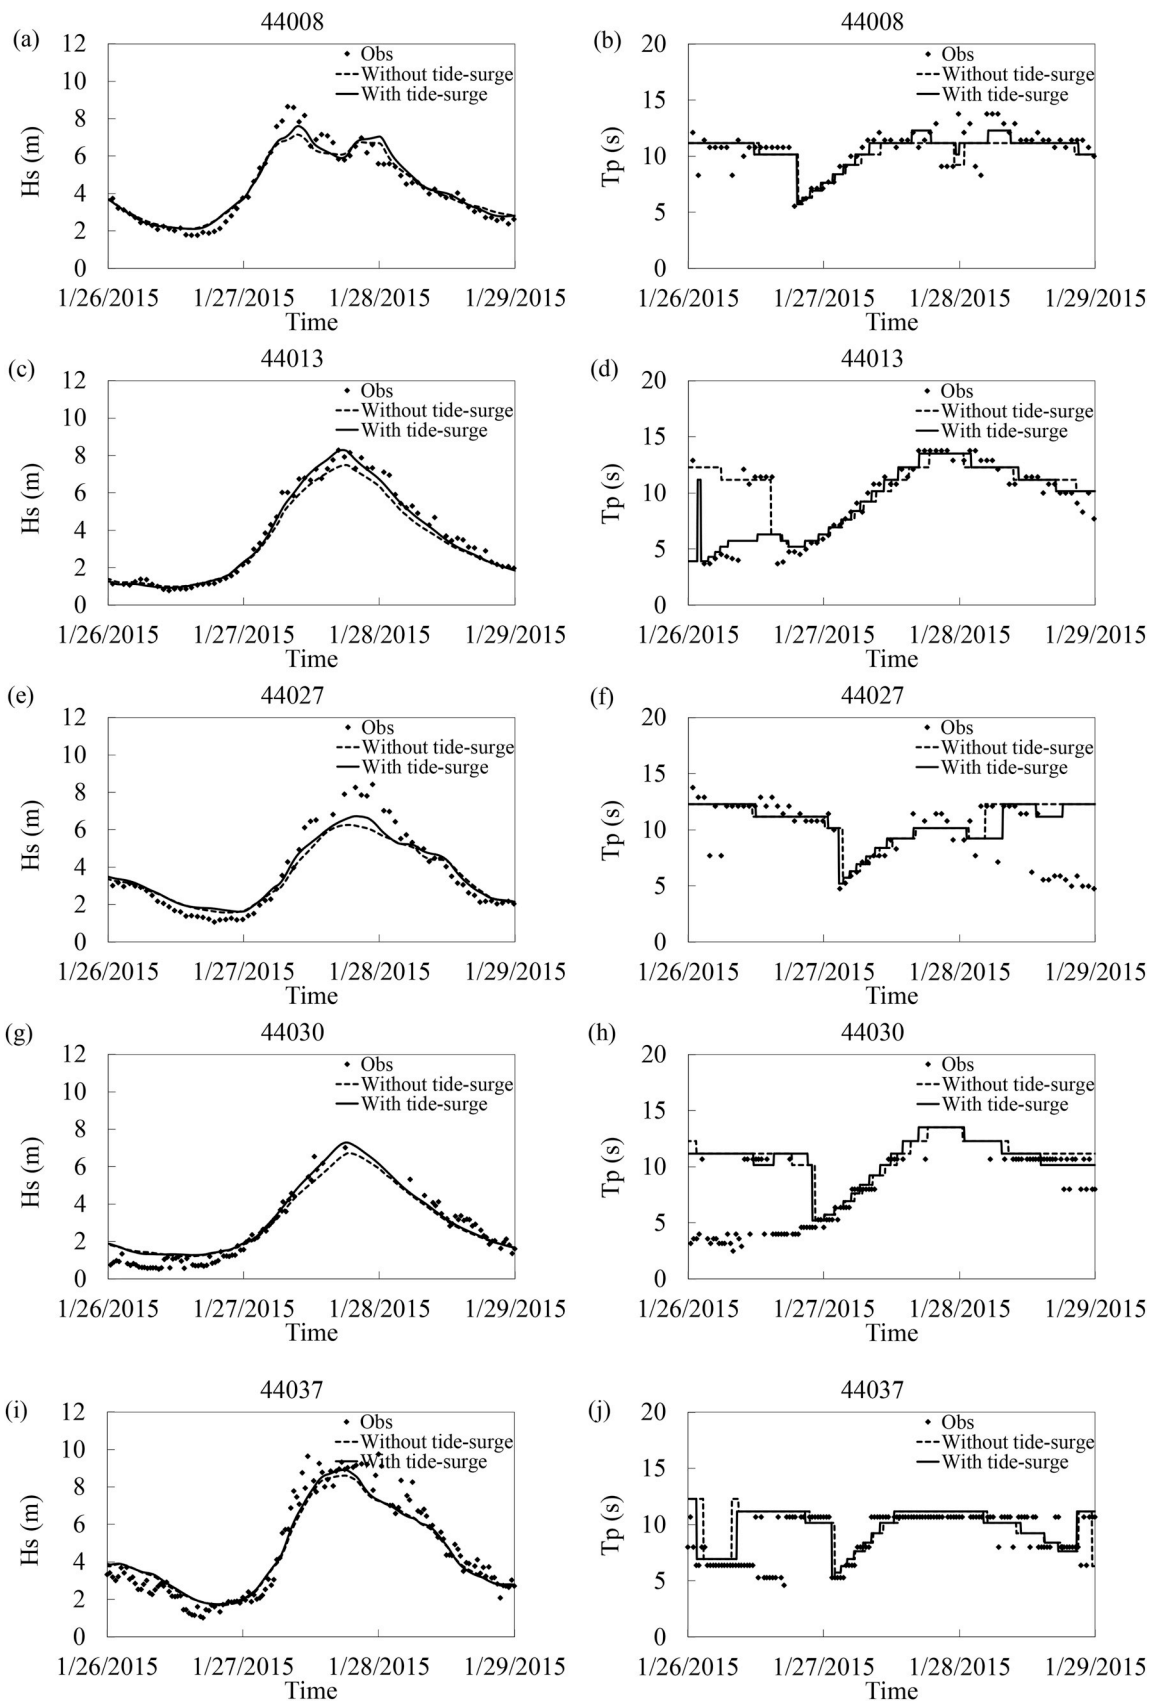 44008
(a)
12
10
8
6
4
2
0
Hs (m)
Obs
Without tide-surge
With tide-surge
1/26/2015 1/27/2015 1/28/2015 1/29/2015
Time
44008
(b)
20
15
10
5
0
Tp (s)
Obs
Without tide-surge
With tide-surge
1/26/2015 1/27/2015 1/28/2015 1/29/2015
Time
44013
(c)
12
10
8
6
4
2
0
Hs (m)
Obs
Without tide-surge
With tide-surge
1/26/2015 1/27/2015 1/28/2015 1/29/2015
Time
44013
(d)
20
15
10
5
0
Tp (s)
Obs
Without tide-surge
With tide-surge
1/26/2015 1/27/2015 1/28/2015 1/29/2015
Time
44027
(e)
12
10
8
6
4
2
0
Hs (m)
Obs
Without tide-surge
With tide-surge
1/26/2015 1/27/2015 1/28/2015 1/29/2015
Time
44027
(f)
20
15
10
5
0
Tp (s)
Obs
Without tide-surge
With tide-surge
1/26/2015 1/27/2015 1/28/2015 1/29/2015
Time
44030
(g)
12
10
8
6
4
2
0
Hs (m)
Obs
Without tide-surge
With tide-surge
1/26/2015 1/27/2015 1/28/2015 1/29/2015
Time
44030
(h)
20
15
10
5
0
Tp (s)
Obs
Without tide-surge
With tide-surge
1/26/2015 1/27/2015 1/28/2015 1/29/2015
Time
44037
(i)
12
10
8
6
4
2
0
Hs (m)
Obs
Without tide-surge
With tide-surge
1/26/2015 1/27/2015 1/28/2015 1/29/2015
Time
44037
(j)
20
15
10
5
0
Tp (s)
Obs
Without tide-surge
With tide-surge
1/26/2015 1/27/2015 1/28/2015 1/29/2015
Time